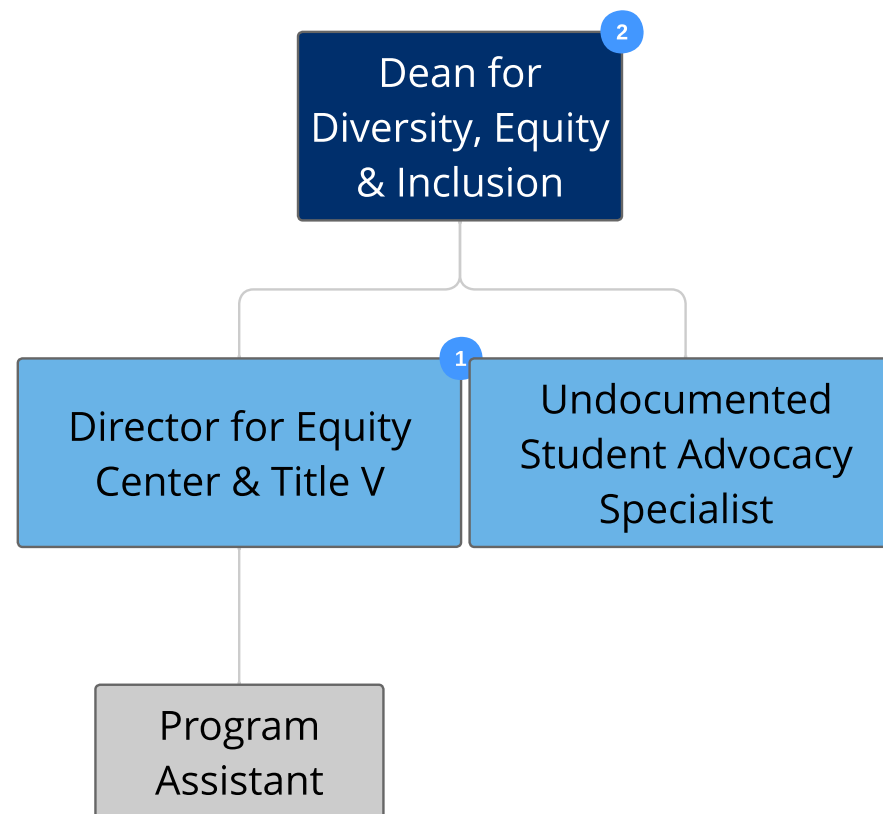 2
Dean for
Diversity, Equity
& Inclusion
1
Director for Equity
Center & Title V
Undocumented
Student Advocacy
Specialist
Program
Assistant